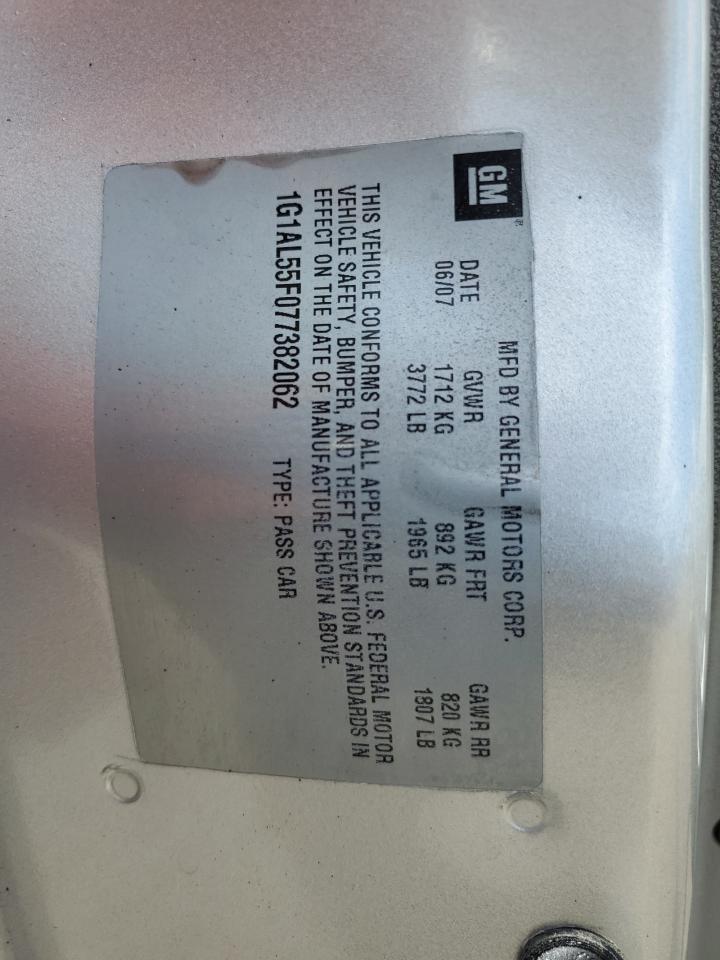 GM
MFD BY GENERAL MOTORS CORP.
DATE GVWR GAWR FRT GAWR RR
06/07 1712 KG 892 KG 820 KG
3772 LB 1965 LB 1807 LB
THIS VEHICLE CONFORMS TO ALL APPLICABLE U.S. FEDERAL MOTOR
VEHICLE SAFETY, BUMPER, AND THEFT PREVENTION STANDARDS IN
EFFECT ON THE DATE OF MANUFACTURE SHOWN ABOVE.
1G1AL55F077382062 TYPE: PASS CAR